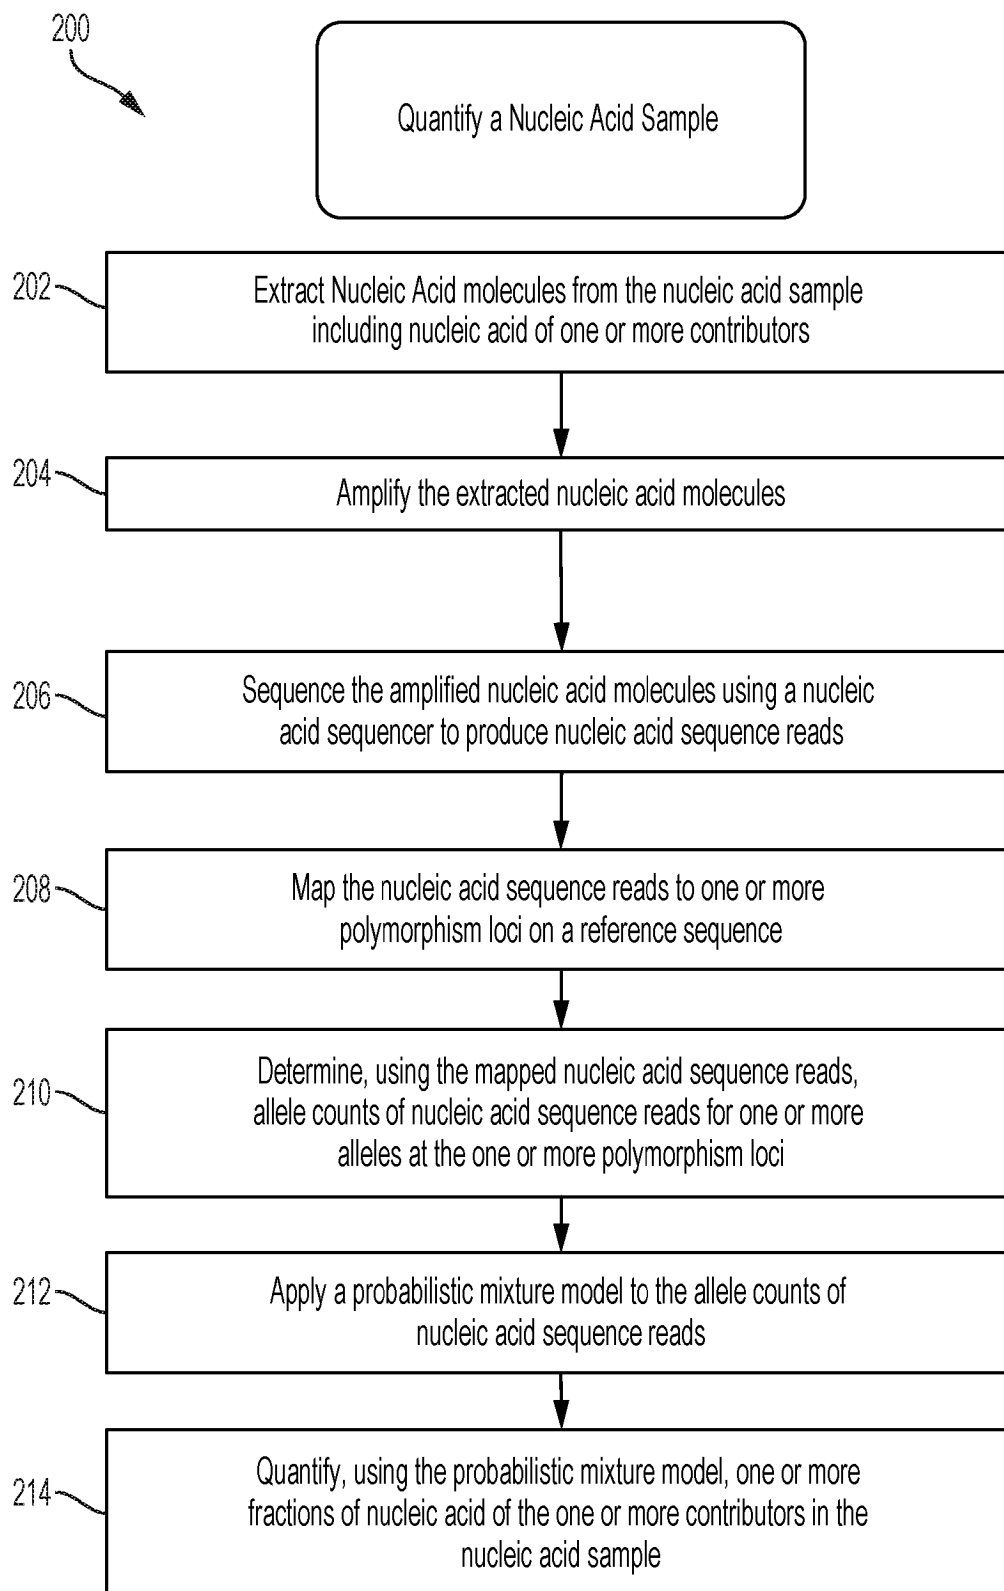 200
Quantify a Nucleic Acid Sample
202
Extract Nucleic Acid molecules from the nucleic acid sample
including nucleic acid of one or more contributors
204
Amplify the extracted nucleic acid molecules
206
Sequence the amplified nucleic acid molecules using a nucleic
acid sequencer to produce nucleic acid sequence reads
208
Map the nucleic acid sequence reads to one or more
polymorphism loci on a reference sequence
210
Determine, using the mapped nucleic acid sequence reads,
allele counts of nucleic acid sequence reads for one or more
alleles at the one or more polymorphism loci
212
Apply a probabilistic mixture model to the allele counts of
nucleic acid sequence reads
214
Quantify, using the probabilistic mixture model, one or more
fractions of nucleic acid of the one or more contributors in the
nucleic acid sample